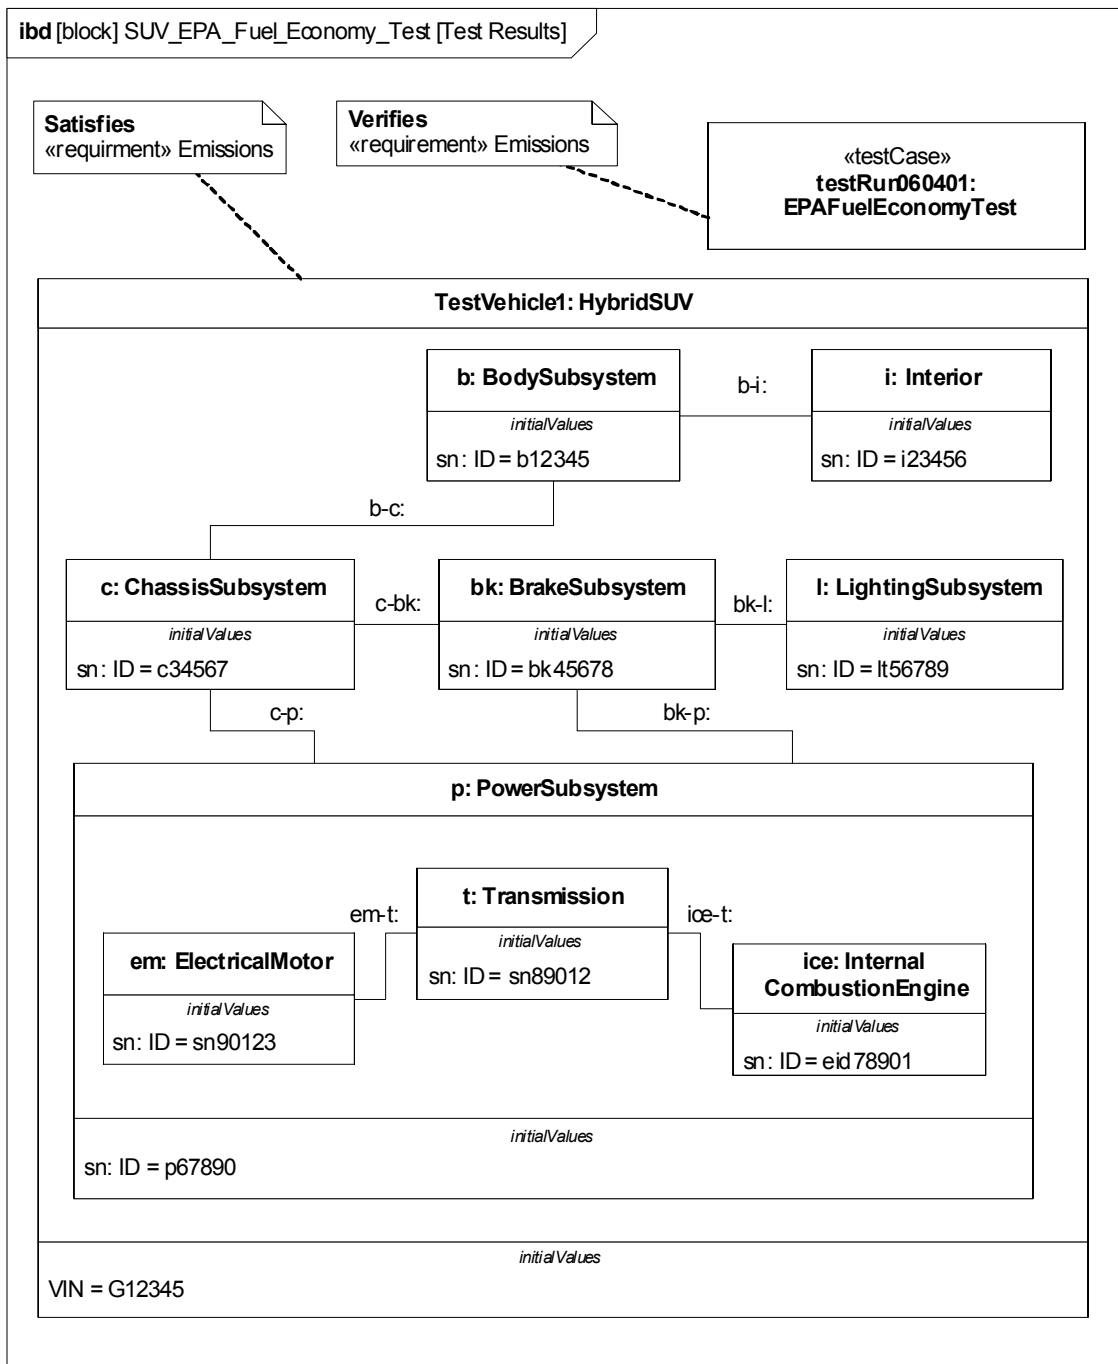 ibd [block] SUV_EPA_Fuel_Economy_Test [Test Results]
Satisfies
«requirment» Emissions
Verifies
«requirement» Emissions
«testCase»
testRun060401:
EPAFuelEconomyTest
TestVehicle1: HybridSUV
b: BodySubsystem
initialValues
sn: ID = b12345
b-i:
i: Interior
initialValues
sn: ID = i23456
b-c:
c: ChassisSubsystem
initialValues
sn: ID = c34567
c-bk:
bk: BrakeSubsystem
initialValues
sn: ID = bk45678
bk-l:
l: LightingSubsystem
initialValues
sn: ID = lt56789
c-p:
bk-p:
p: PowerSubsystem
em-t:
t: Transmission
initialValues
sn: ID = sn89012
ice-t:
em: ElectricalMotor
initialValues
sn: ID = sn90123
ice: Internal
CombustionEngine
initialValues
sn: ID = eid78901
initialValues
sn: ID = p67890
initialValues
VIN = G12345